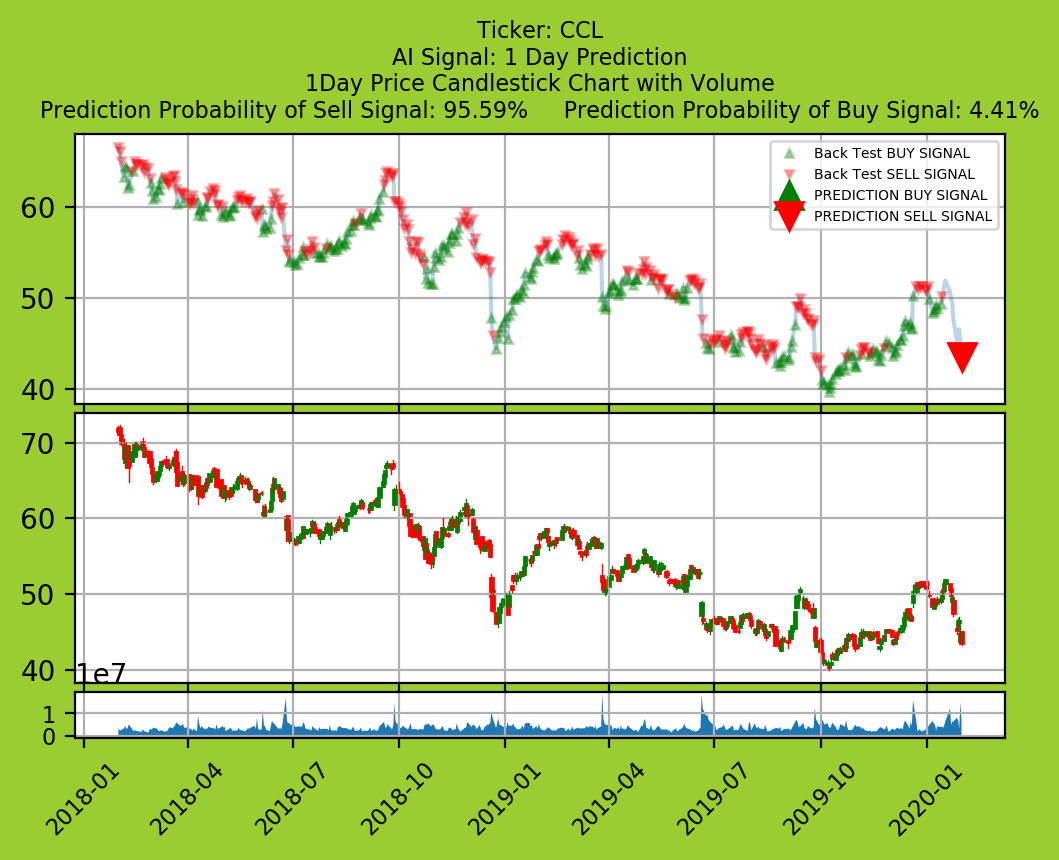 Ticker: CCL
AI Signal: 1 Day Prediction
1Day Price Candlestick Chart with Volume
Prediction Probability of Sell Signal: 95.59% Prediction Probability of Buy Signal: 4.41%
Back Test BUY SIGNAL
Back Test SELL SIGNAL
PREDICTION BUY SIGNAL
PREDICTION SELL SIGNAL
60
50
40
70
60
50
40
1e7
1
0
2018-01
2018-04
2018-07
2018-10
2019-01
2019-04
2019-07
2019-10
2020-01